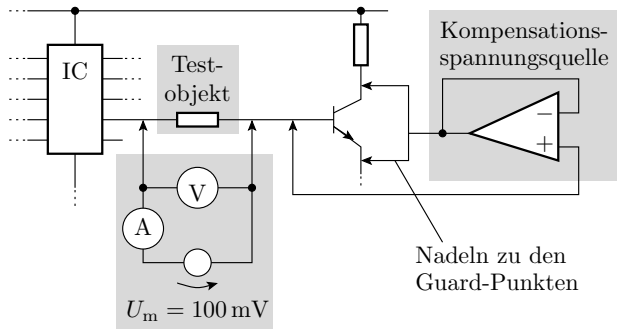 Kompensations-
spannungsquelle
IC
Test-
objekt
−
+
V
A
Nadeln zu den
Guard-Punkten
U_m = 100 mV